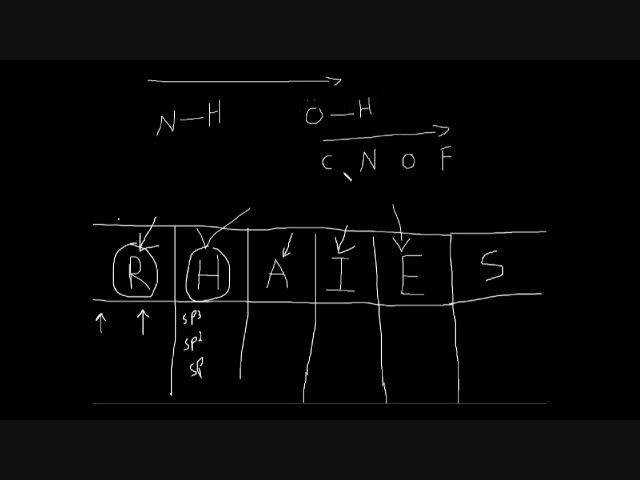 N—H Ö—H
C N O F
R H A I E S
sp³
sp²
sp